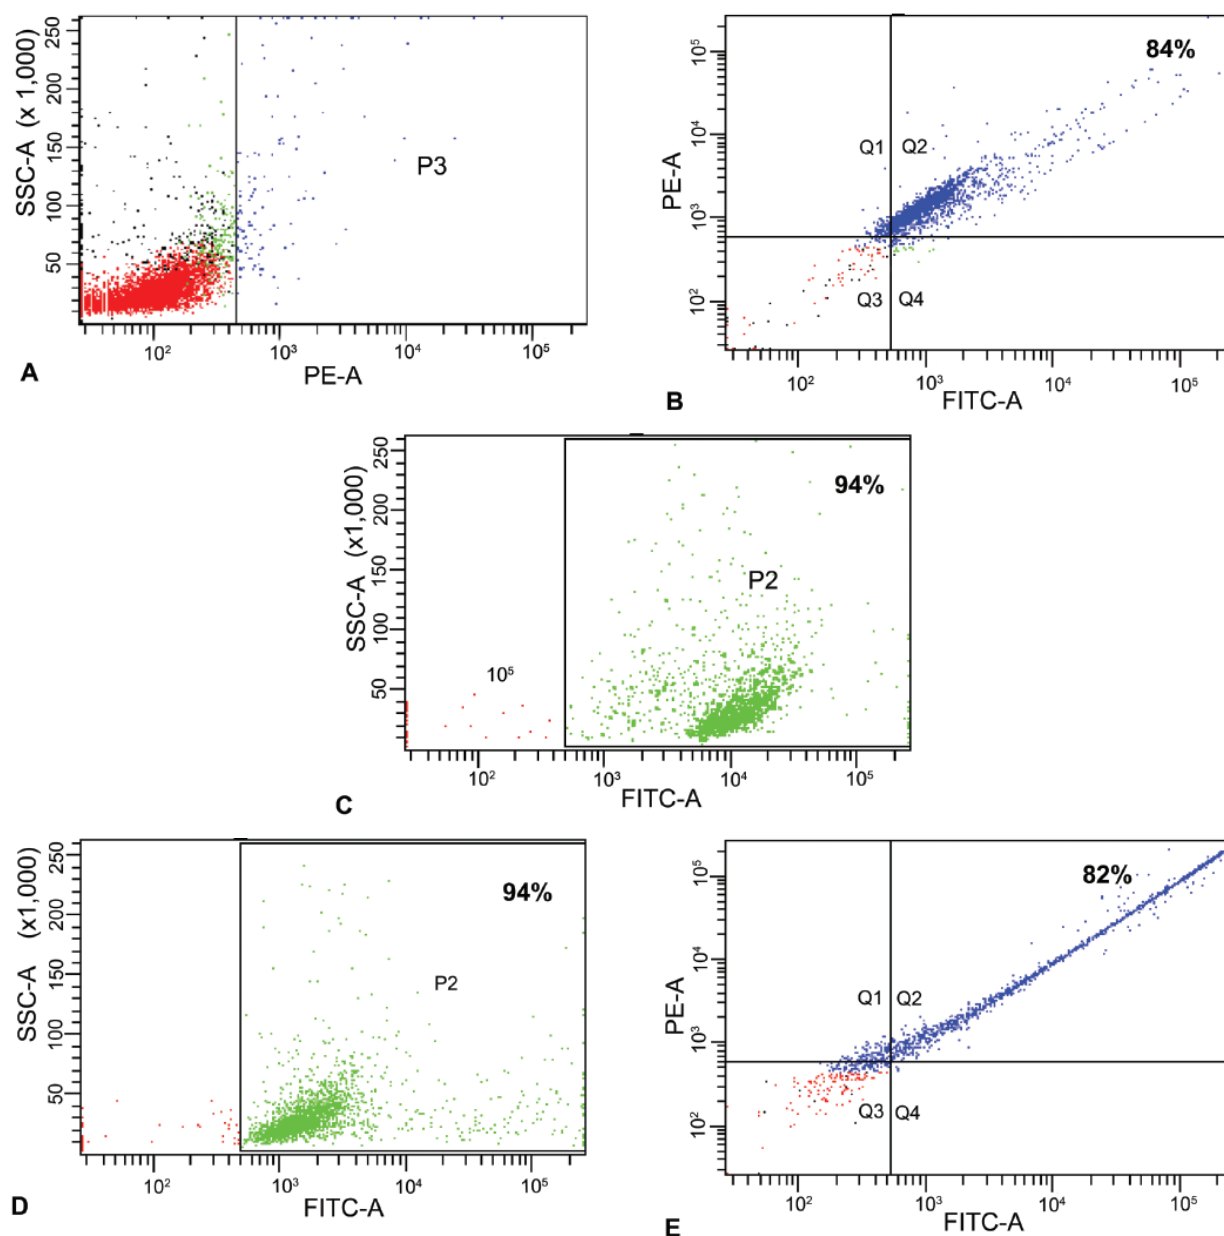 SSC-A (x 1,000)
250
200
150
100
50
P3
10²
10³
10⁴
10⁵
PE-A
A
PE-A
10⁵
10⁴
10³
10²
84%
Q1
Q2
Q3
Q4
10²
10³
10⁴
10⁵
FITC-A
B
SSC-A (x1,000)
250
200
150
100
50
94%
P2
10⁵
10²
10³
10⁴
10⁵
FITC-A
C
SSC-A (x1,000)
250
200
150
100
50
94%
P2
10²
10³
10⁴
10⁵
FITC-A
D
PE-A
10⁵
10⁴
10³
10²
82%
Q1
Q2
Q3
Q4
10²
10³
10⁴
10⁵
FITC-A
E